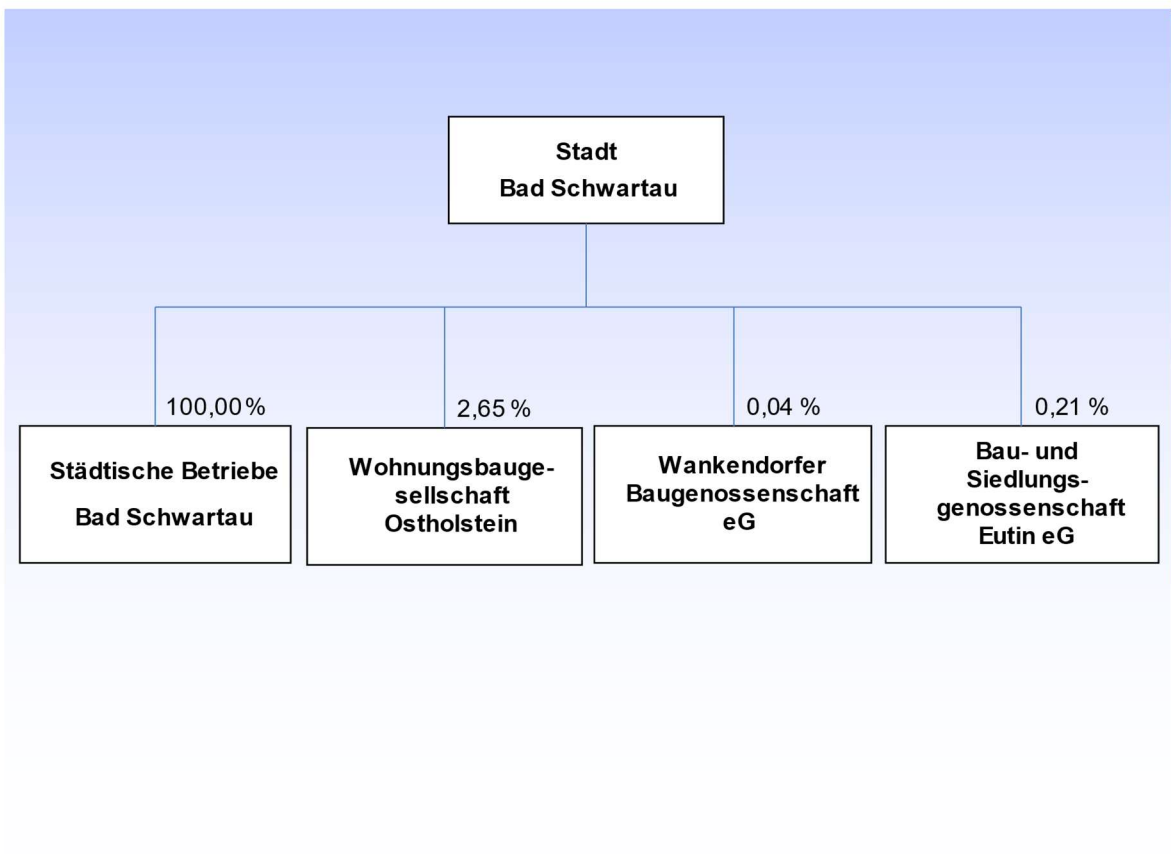 Stadt
Bad Schwartau
100,00 %
2,65 %
0,04 %
0,21 %
Städtische Betriebe
Bad Schwartau
Wohnungsbauge-
sellschaft
Ostholstein
Wankendorfer
Baugenossenschaft
eG
Bau- und
Siedlungs-
genossenschaft
Eutin eG